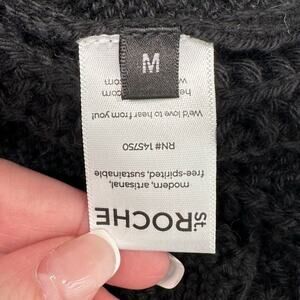 M
St.
ROCHE
modern, artisanal,
free-spirited, sustainable
RN# 145750
We'd love to hear from you!